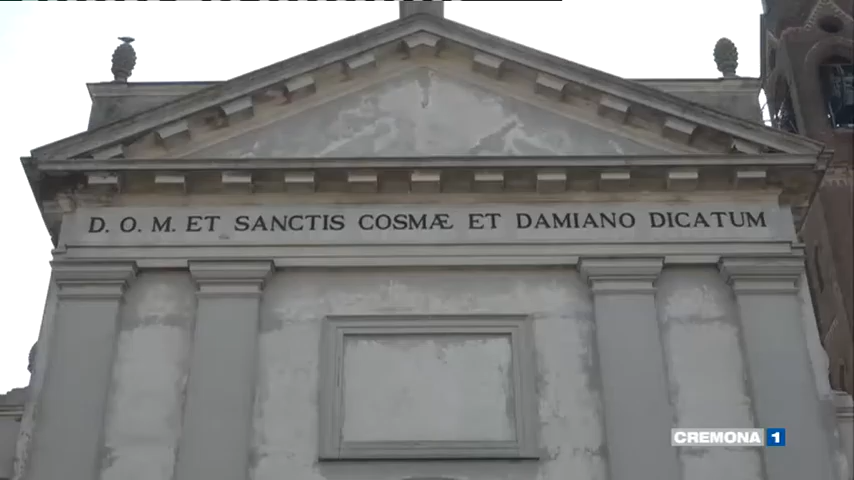 D. O. M. ET SANCTIS COSMÆ ET DAMIANO DICATUM
CREMONA 1